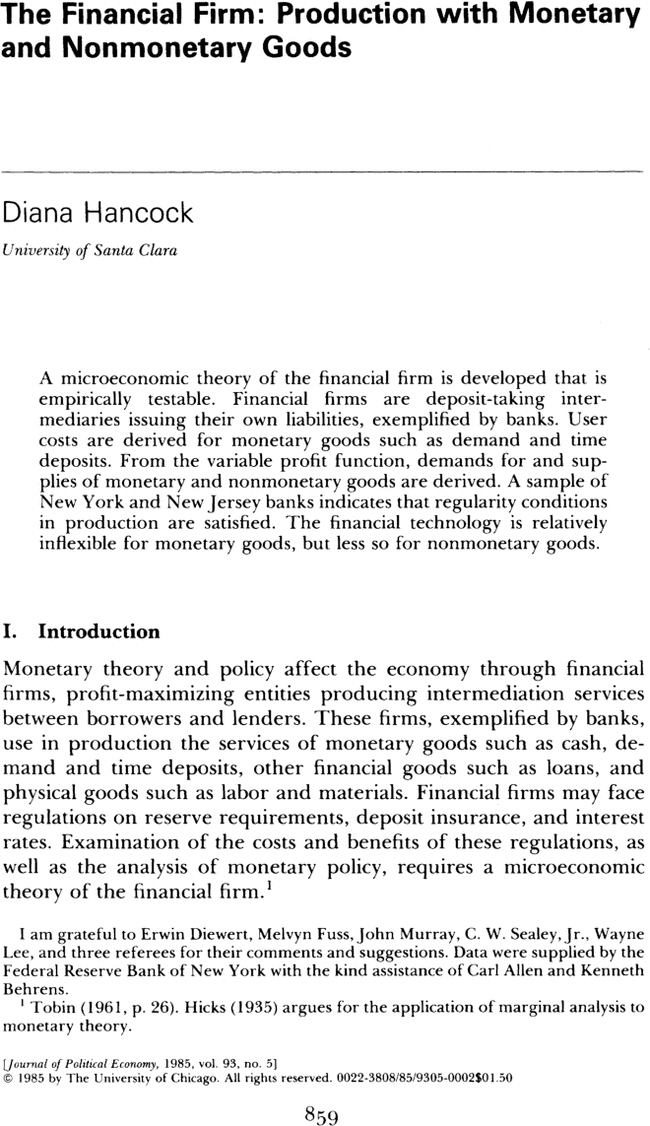 The Financial Firm: Production with Monetary
and Nonmonetary Goods
Diana Hancock
University of Santa Clara
A microeconomic theory of the financial firm is developed that is
empirically testable. Financial firms are deposit-taking inter-
mediaries issuing their own liabilities, exemplified by banks. User
costs are derived for monetary goods such as demand and time
deposits. From the variable profit function, demands for and sup-
plies of monetary and nonmonetary goods are derived. A sample of
New York and New Jersey banks indicates that regularity conditions
in production are satisfied. The financial technology is relatively
inflexible for monetary goods, but less so for nonmonetary goods.
I. Introduction
Monetary theory and policy affect the economy through financial
firms, profit-maximizing entities producing intermediation services
between borrowers and lenders. These firms, exemplified by banks,
use in production the services of monetary goods such as cash, de-
mand and time deposits, other financial goods such as loans, and
physical goods such as labor and materials. Financial firms may face
regulations on reserve requirements, deposit insurance, and interest
rates. Examination of the costs and benefits of these regulations, as
well as the analysis of monetary policy, requires a microeconomic
theory of the financial firm.¹
I am grateful to Erwin Diewert, Melvyn Fuss, John Murray, C. W. Sealey, Jr., Wayne
Lee, and three referees for their comments and suggestions. Data were supplied by the
Federal Reserve Bank of New York with the kind assistance of Carl Allen and Kenneth
Behrens.
¹ Tobin (1961, p. 26). Hicks (1935) argues for the application of marginal analysis to
monetary theory.
[Journal of Political Economy, 1985, vol. 93, no. 5]
© 1985 by The University of Chicago. All rights reserved. 0022-3808/85/9305-0002$01.50
859